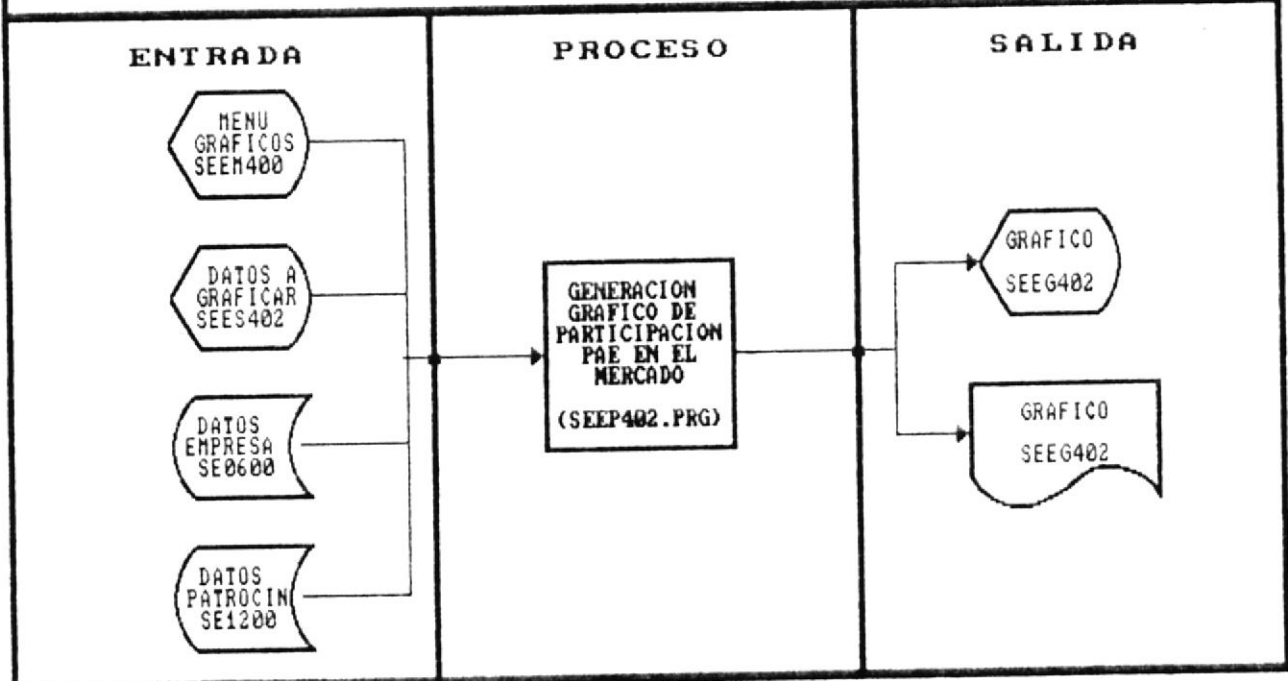 ENTRADA
MENU
GRAFICOS
SEEM400
DATOS A
GRAFICAR
SEES402
DATOS
EMPRESA
SE0600
DATOS
PATROCIN
SE1200
PROCESO
GENERACION
GRAFICO DE
PARTICIPACION
PAE EN EL
MERCADO
(SEEP402.PRG)
SALIDA
GRAFICO
SEEG402
GRAFICO
SEEG402